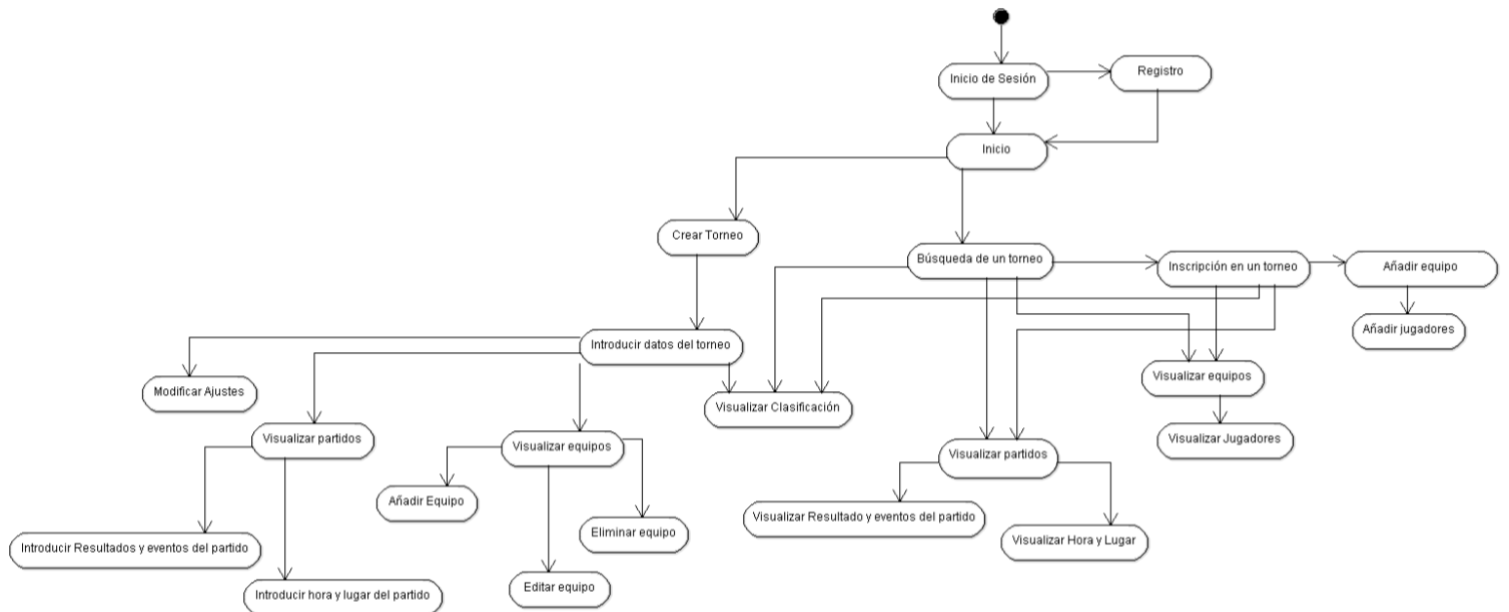 Inicio de Sesión
Registro
Inicio
Crear Torneo
Búsqueda de un torneo
Inscripción en un torneo
Añadir equipo
Añadir jugadores
Introducir datos del torneo
Modificar Ajustes
Visualizar Clasificación
Visualizar equipos
Visualizar Jugadores
Visualizar partidos
Visualizar equipos
Visualizar partidos
Añadir Equipo
Eliminar equipo
Editar equipo
Visualizar Resultado y eventos del partido
Visualizar Hora y Lugar
Introducir Resultados y eventos del partido
Introducir hora y lugar del partido